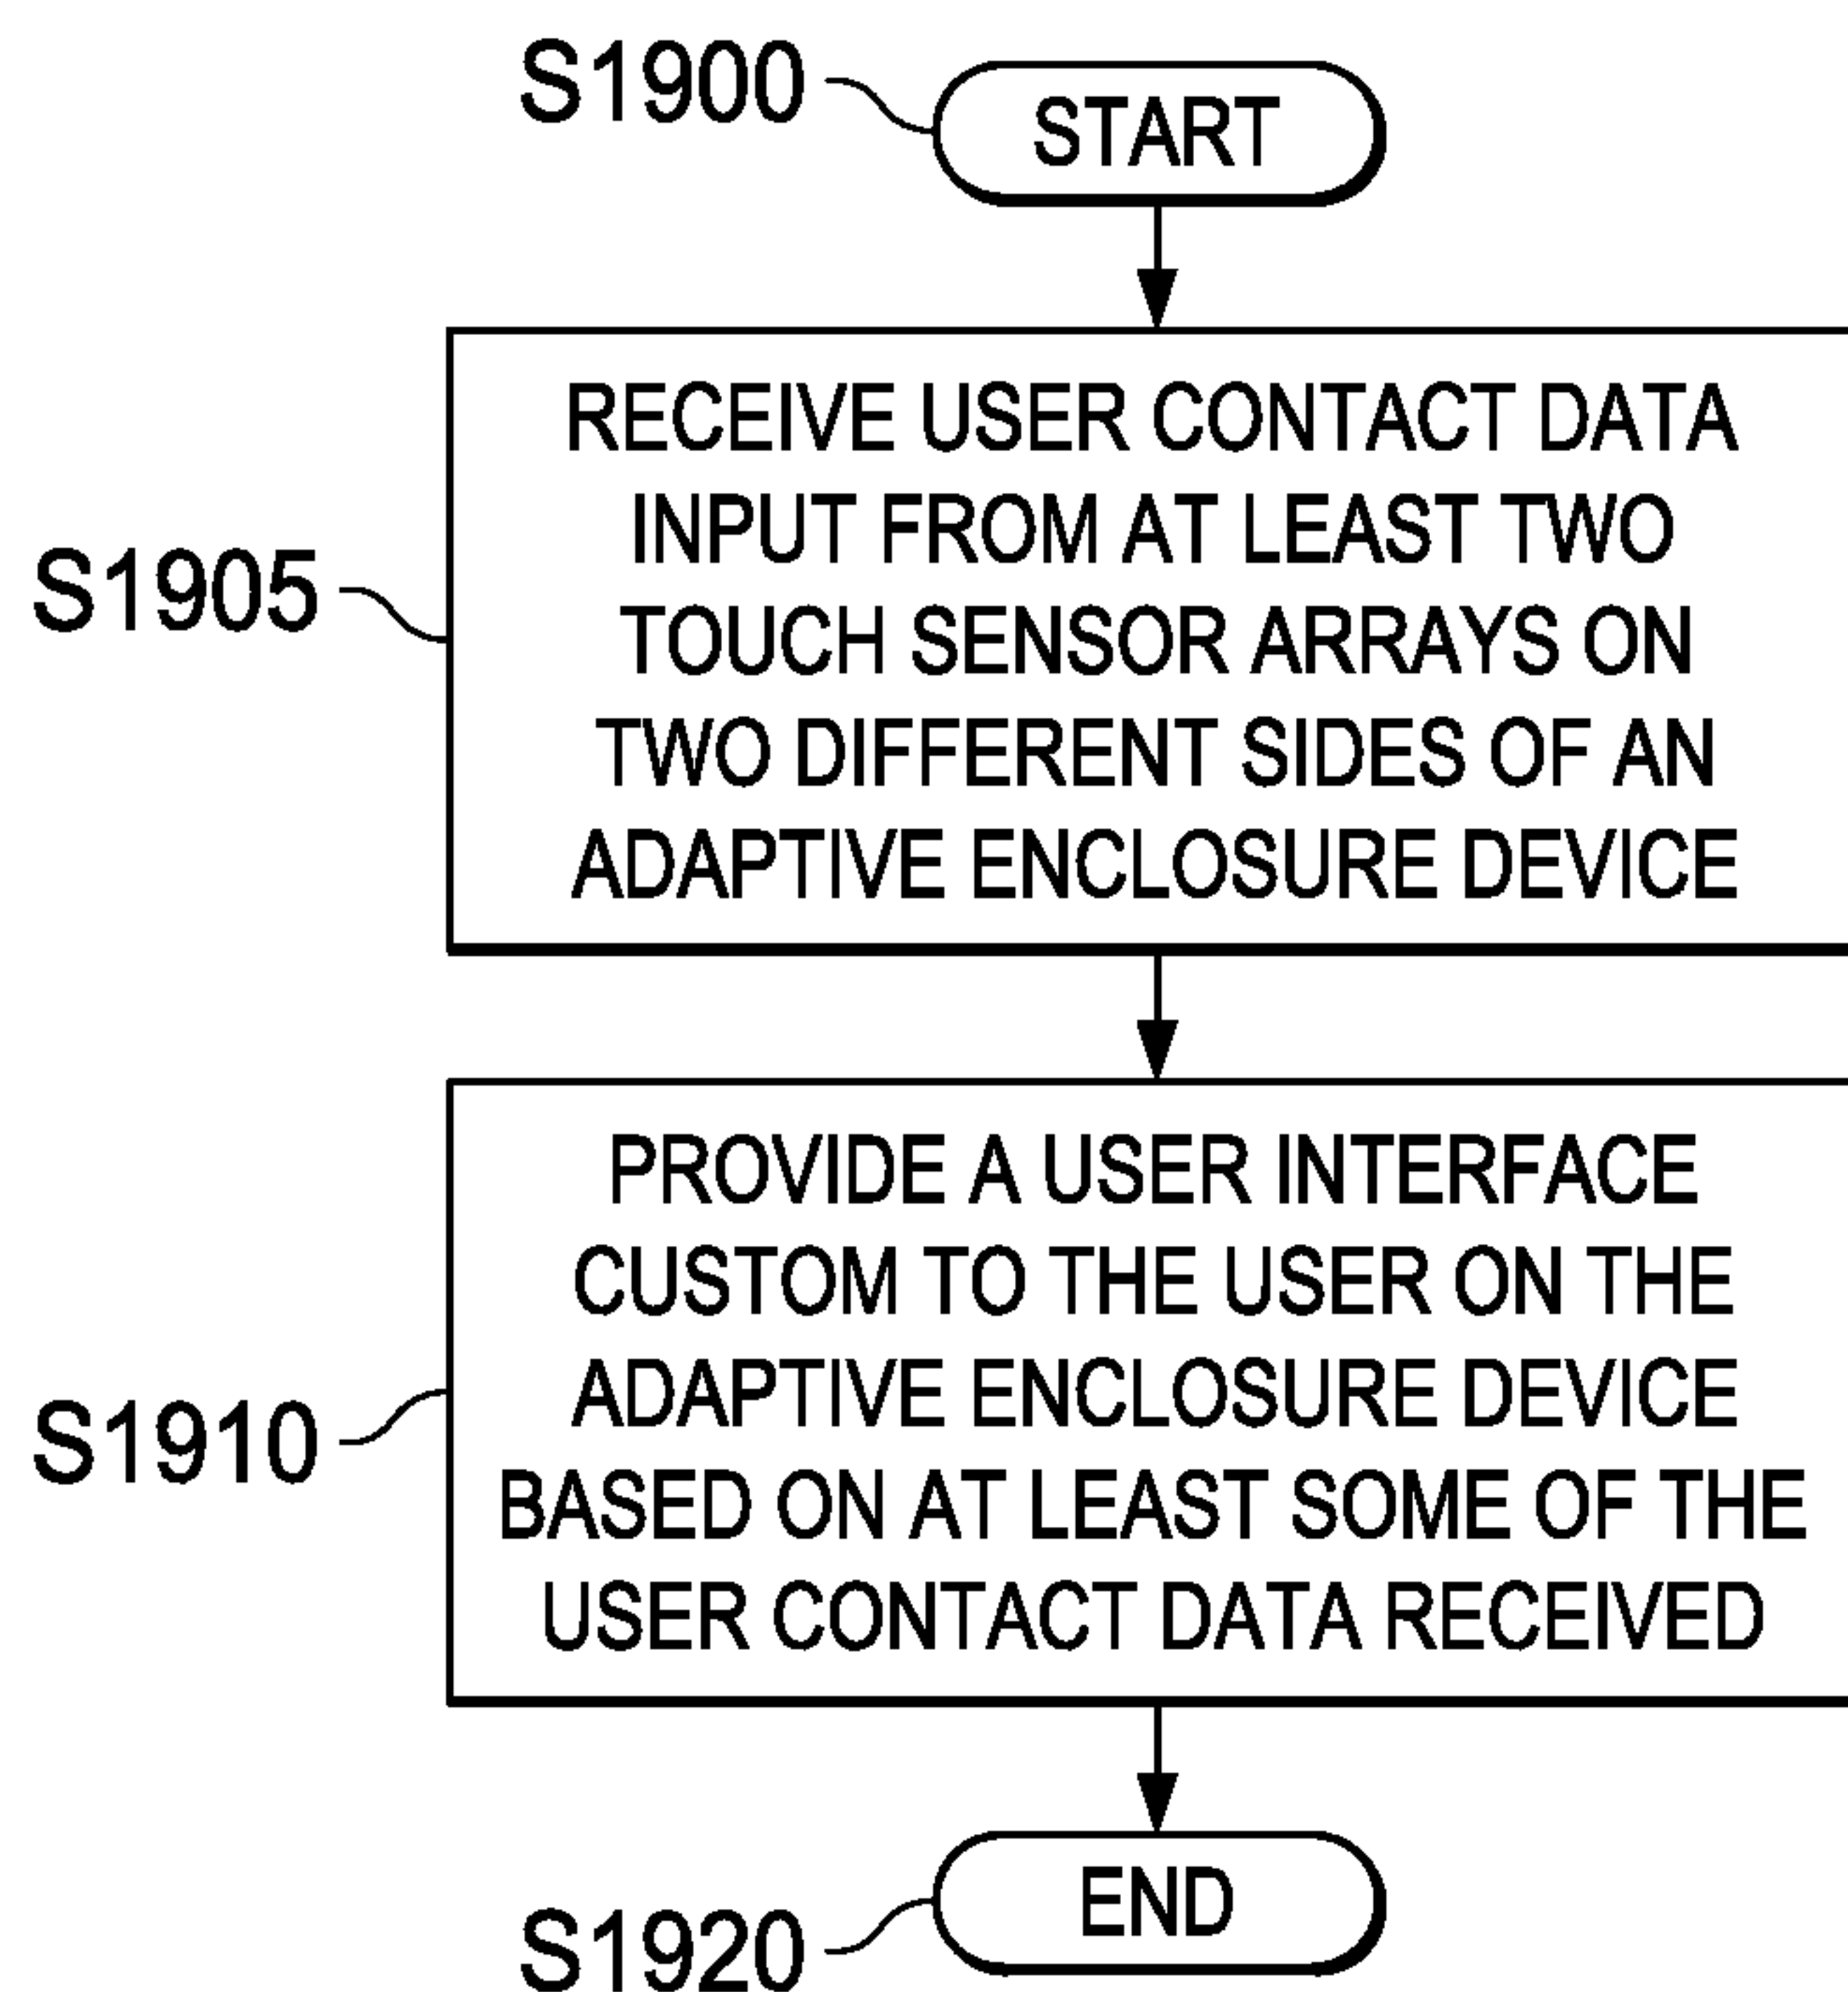 S1900
START
RECEIVE USER CONTACT DATA
INPUT FROM AT LEAST TWO
TOUCH SENSOR ARRAYS ON
TWO DIFFERENT SIDES OF AN
ADAPTIVE ENCLOSURE DEVICE
S1905
PROVIDE A USER INTERFACE
CUSTOM TO THE USER ON THE
ADAPTIVE ENCLOSURE DEVICE
BASED ON AT LEAST SOME OF THE
USER CONTACT DATA RECEIVED
S1910
END
S1920